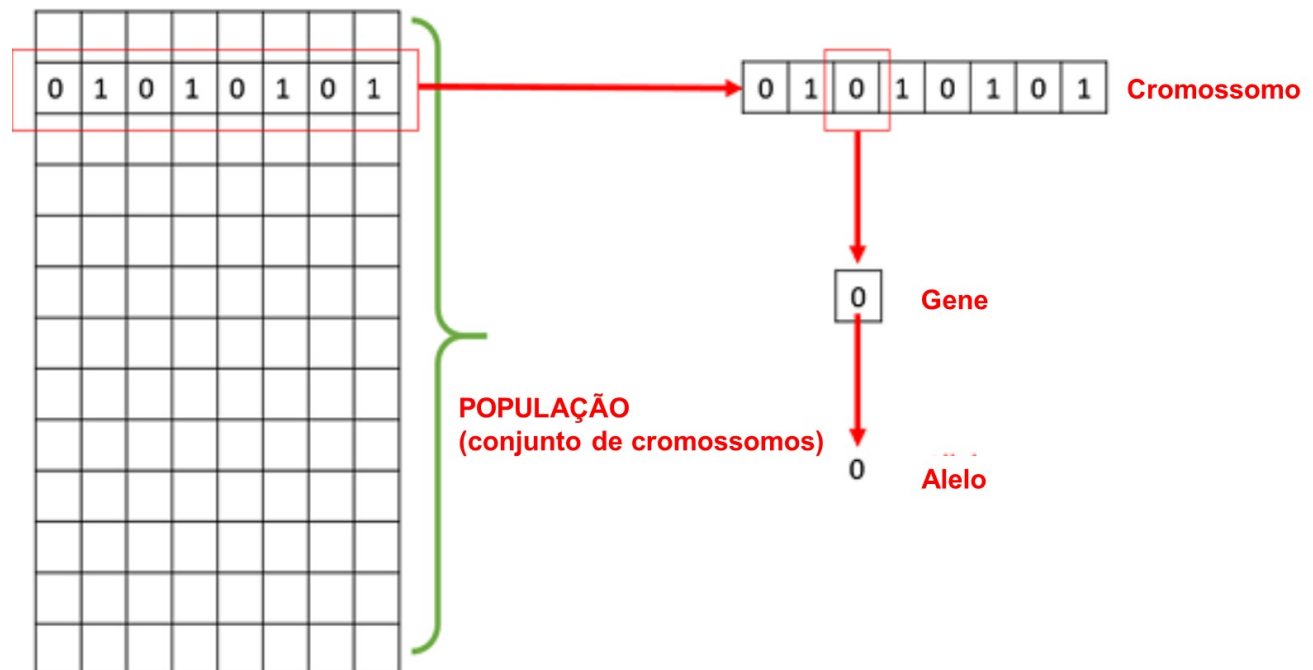 0 1 0 1 0 1 0 1
0 1 0 1 0 1 0 1 Cromossomo
0 Gene
POPULAÇÃO
(conjunto de cromossomos)
0 Alelo